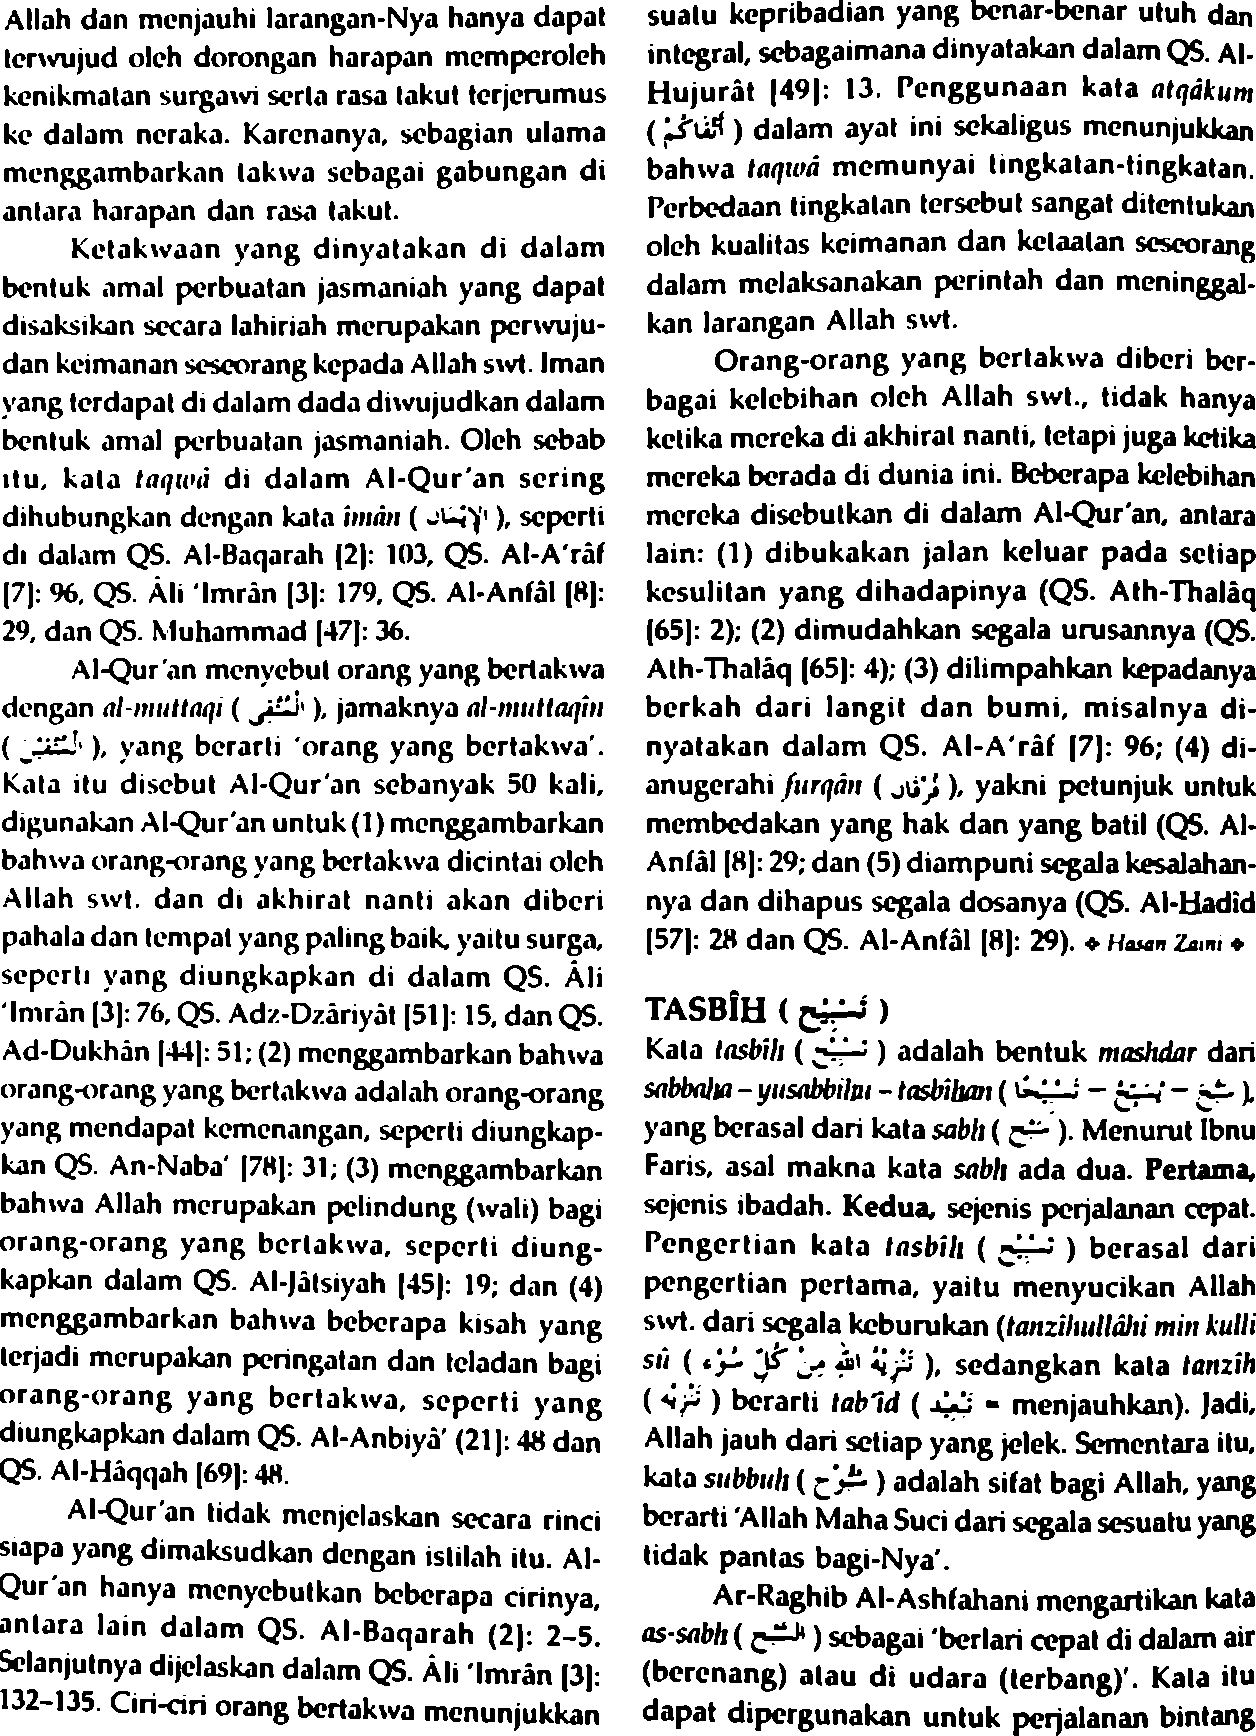 Allah dan menjauhi larangan-Nya hanya dapat
terwujud oleh dorongan harapan memperoleh
kenikmatan surgawi serta rasa takut terjerumus
ke dalam neraka. Karenanya, sebagian ulama
menggambarkan takwa sebagai gabungan di
antara harapan dan rasa takut.
Ketakwaan yang dinyatakan di dalam
bentuk amal perbuatan jasmaniah yang dapat
disaksikan secara lahiriah merupakan perwuju-
dan keimanan seseorang kepada Allah swt. Iman
yang terdapat di dalam dada diwujudkan dalam
bentuk amal perbuatan jasmaniah. Oleh sebab
itu, kata taqwâ di dalam Al-Qur'an sering
dihubungkan dengan kata îmân ( الإيْمَان ), seperti
di dalam QS. Al-Baqarah [2]: 103, QS. Al-A'râf
[7]: 96, QS. Âli 'Imrân [3]: 179, QS. Al-Anfâl [8]:
29, dan QS. Muhammad [47]: 36.
Al-Qur'an menyebut orang yang bertakwa
dengan al-muttaqi ( الْمُتَّقِى ), jamaknya al-muttaqîn
( الْمُتَّقِيْن ), yang berarti 'orang yang bertakwa'.
Kata itu disebut Al-Qur'an sebanyak 50 kali,
digunakan Al-Qur'an untuk (1) menggambarkan
bahwa orang-orang yang bertakwa dicintai oleh
Allah swt. dan di akhirat nanti akan diberi
pahala dan tempat yang paling baik, yaitu surga,
seperti yang diungkapkan di dalam QS. Âli
'Imrân [3]: 76, QS. Adz-Dzâriyât [51]: 15, dan QS.
Ad-Dukhân [44]: 51; (2) menggambarkan bahwa
orang-orang yang bertakwa adalah orang-orang
yang mendapat kemenangan, seperti diungkap-
kan QS. An-Naba' [78]: 31; (3) menggambarkan
bahwa Allah merupakan pelindung (wali) bagi
orang-orang yang bertakwa, seperti diung-
kapkan dalam QS. Al-Jâtsiyah [45]: 19; dan (4)
menggambarkan bahwa beberapa kisah yang
terjadi merupakan peringatan dan teladan bagi
orang-orang yang bertakwa, seperti yang
diungkapkan dalam QS. Al-Anbiyâ' (21]: 48 dan
QS. Al-Hâqqah [69]: 48.
Al-Qur'an tidak menjelaskan secara rinci
siapa yang dimaksudkan dengan istilah itu. Al-
Qur'an hanya menyebutkan beberapa cirinya,
antara lain dalam QS. Al-Baqarah (2]: 2–5.
Selanjutnya dijelaskan dalam QS. Âli 'Imrân [3]:
132–135. Ciri-ciri orang bertakwa menunjukkan
suatu kepribadian yang benar-benar utuh dan
integral, sebagaimana dinyatakan dalam QS. Al-
Hujurât [49]: 13. Penggunaan kata atqâkum
( أَتْقَاكُمْ ) dalam ayat ini sekaligus menunjukkan
bahwa taqwâ memunyai tingkatan-tingkatan.
Perbedaan tingkatan tersebut sangat ditentukan
oleh kualitas keimanan dan ketaatan seseorang
dalam melaksanakan perintah dan meninggal-
kan larangan Allah swt.
Orang-orang yang bertakwa diberi ber-
bagai kelebihan oleh Allah swt., tidak hanya
ketika mereka di akhirat nanti, tetapi juga ketika
mereka berada di dunia ini. Beberapa kelebihan
mereka disebutkan di dalam Al-Qur'an, antara
lain: (1) dibukakan jalan keluar pada setiap
kesulitan yang dihadapinya (QS. Ath-Thalâq
[65]: 2); (2) dimudahkan segala urusannya (QS.
Ath-Thalâq [65]: 4); (3) dilimpahkan kepadanya
berkah dari langit dan bumi, misalnya di-
nyatakan dalam QS. Al-A'râf [7]: 96; (4) di-
anugerahi furqân ( فُرْقَان ), yakni petunjuk untuk
membedakan yang hak dan yang batil (QS. Al-
Anfâl [8]: 29; dan (5) diampuni segala kesalahan-
nya dan dihapus segala dosanya (QS. Al-Hadîd
[57]: 28 dan QS. Al-Anfâl [8]: 29). ❖ Hasan Zaini ❖
TASBÎH ( تَسْبِيْح )
Kata tasbîh ( تَسْبِيْح ) adalah bentuk mashdar dari
sabbaha – yusabbihu – tasbîhan ( سَبَّحَ – يُسَبِّحُ – تَسْبِيْحًا ),
yang berasal dari kata sabh ( سَبْح ). Menurut Ibnu
Faris, asal makna kata sabh ada dua. Pertama,
sejenis ibadah. Kedua, sejenis perjalanan cepat.
Pengertian kata tasbîh ( تَسْبِيْح ) berasal dari
pengertian pertama, yaitu menyucikan Allah
swt. dari segala keburukan (tanzîhullâhi min kulli
sû ( تَنْزِيْهُ اللهِ مِنْ كُلِّ سُوْءٍ ), sedangkan kata tanzîh
( تَنْزِيْه ) berarti tab'îd ( تَبْعِيْد = menjauhkan). Jadi,
Allah jauh dari setiap yang jelek. Sementara itu,
kata subbuh ( سُبُّوْح ) adalah sifat bagi Allah, yang
berarti 'Allah Maha Suci dari segala sesuatu yang
tidak pantas bagi-Nya'.
Ar-Raghib Al-Ashfahani mengartikan kata
as-sabh ( السَّبْح ) sebagai 'berlari cepat di dalam air
(berenang) atau di udara (terbang)'. Kata itu
dapat dipergunakan untuk perjalanan bintang